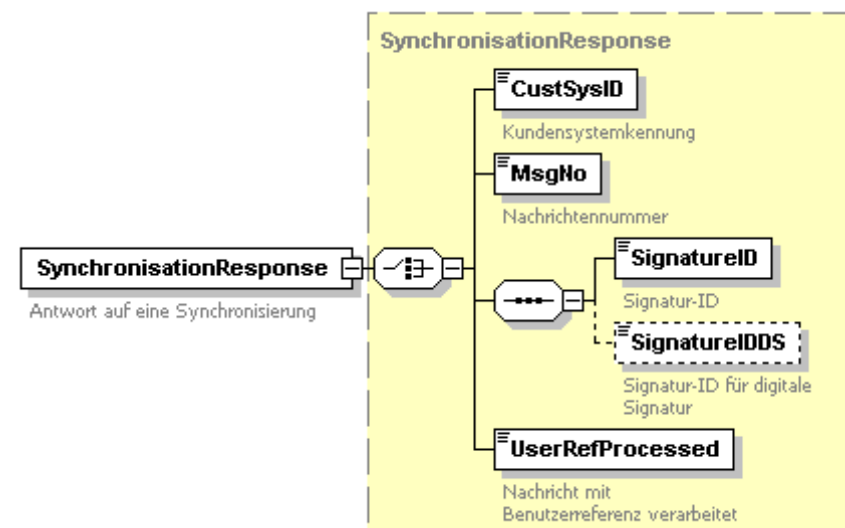 SynchronisationResponse
CustSysID
Kundensystemkennung
MsgNo
Nachrichtennummer
SynchronisationResponse
Antwort auf eine Synchronisierung
SignatureID
Signatur-ID
SignatureIDDS
Signatur-ID für digitale
Signatur
UserRefProcessed
Nachricht mit
Benutzerreferenz verarbeitet